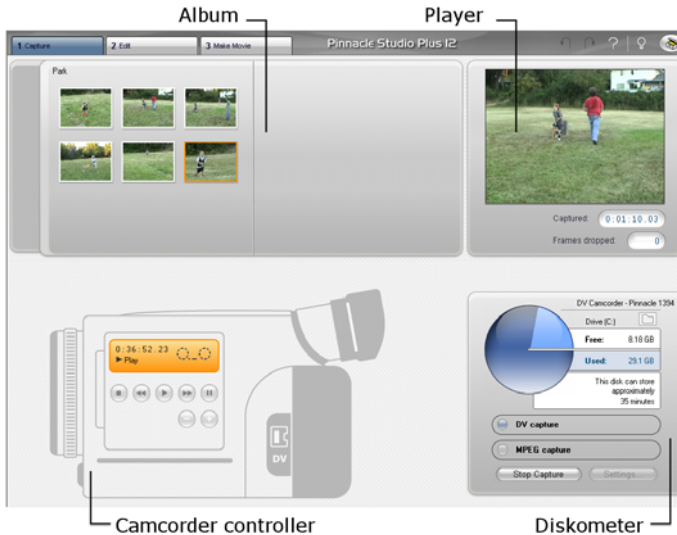 Album
Player
1 Capture
2 Edit
3 Make Movie
Pinnacle Studio Plus 12
?
Park
Captured: 0:01:10.03
Frames dropped: 0
DV Camcorder - Pinnacle 1394
Drive (C:)
Free: 8.18 GB
Used: 29.1 GB
This disk can store
approximately
35 minutes
0:36:52.23
Play
DV capture
MPEG capture
DV
Stop Capture
Settings...
Camcorder controller
Diskometer